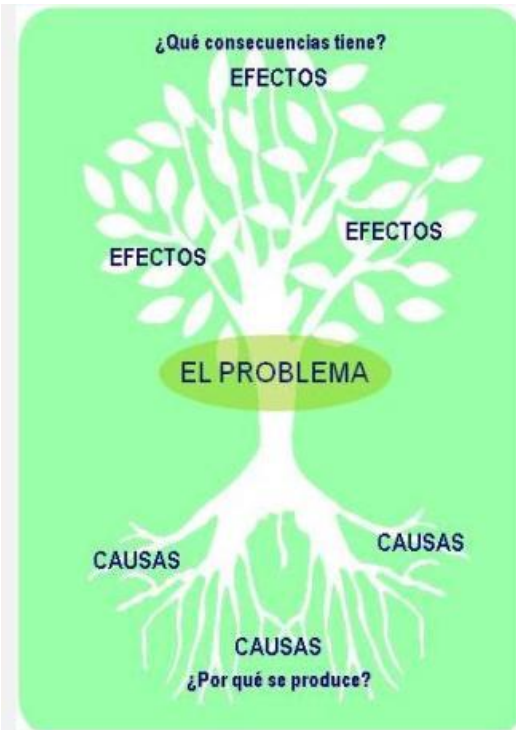 ¿Qué consecuencias tiene?
EFECTOS
EFECTOS
EFECTOS
EL PROBLEMA
CAUSAS
CAUSAS
CAUSAS
¿Por qué se produce?